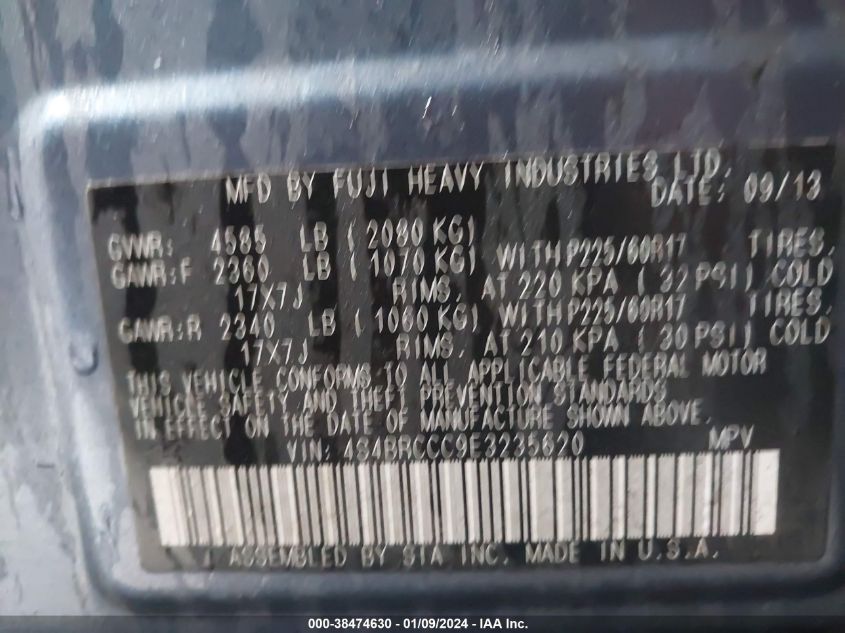 MFD BY FUJI HEAVY INDUSTRIES LTD.
DATE: 09/13
GVWR: 4585 LB ( 2080 KG)
GAWR:F 2360 LB ( 1070 KG) WITH P225/60R17 TIRES,
17X7J RIMS, AT 220 KPA ( 32 PSI) COLD
GAWR:R 2340 LB ( 1060 KG) WITH P225/60R17 TIRES,
17X7J RIMS, AT 210 KPA ( 30 PSI) COLD
THIS VEHICLE CONFORMS TO ALL APPLICABLE FEDERAL MOTOR
VEHICLE SAFETY AND THEFT PREVENTION STANDARDS
IN EFFECT ON THE DATE OF MANUFACTURE SHOWN ABOVE.
VIN: 4S4BRCCC9E3235620 MPV
ASSEMBLED BY SIA INC. MADE IN U.S.A.
000-38474630 - 01/09/2024 - IAAI, Inc.